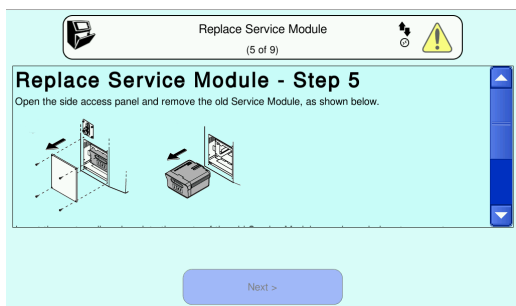 Replace Service Module
(5 of 9)
Replace Service Module - Step 5
Open the side access panel and remove the old Service Module, as shown below.
Next >